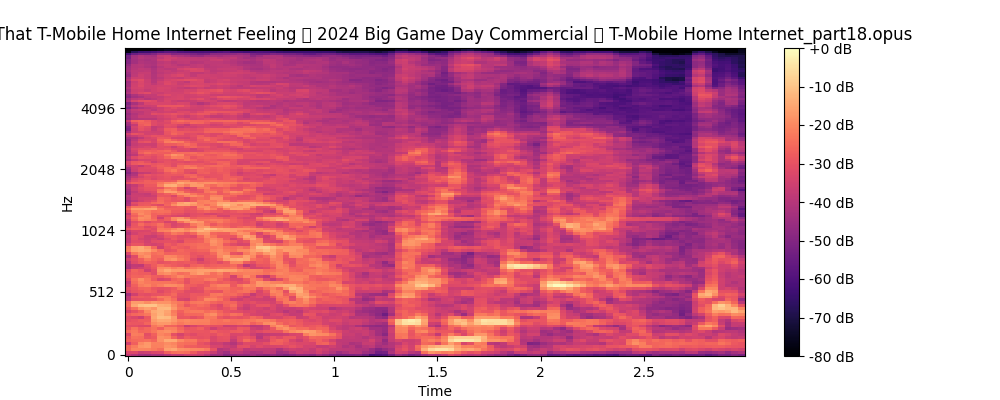 That T-Mobile Home Internet Feeling ▯ 2024 Big Game Day Commercial ▯ T-Mobile Home Internet_part18.opus
+0 dB
-10 dB
-20 dB
-30 dB
-40 dB
-50 dB
-60 dB
-70 dB
-80 dB
4096
2048
1024
512
0
Hz
0
0.5
1
1.5
2
2.5
Time